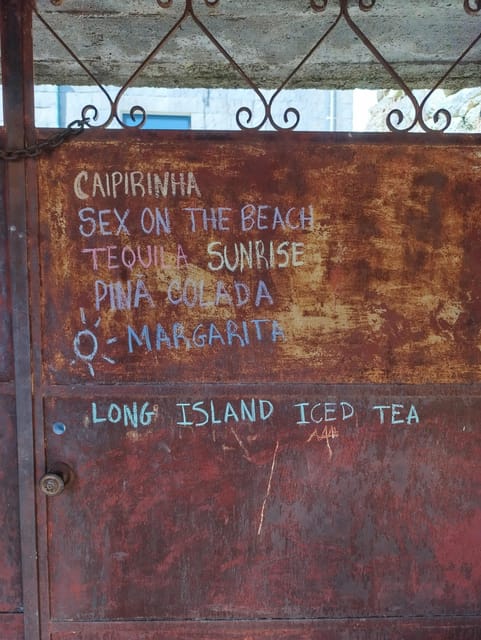 CAIPIRINHA
SEX ON THE BEACH
TEQUILA SUNRISE
PINA COLADA
- MARGARITA
LONG ISLAND ICED TEA